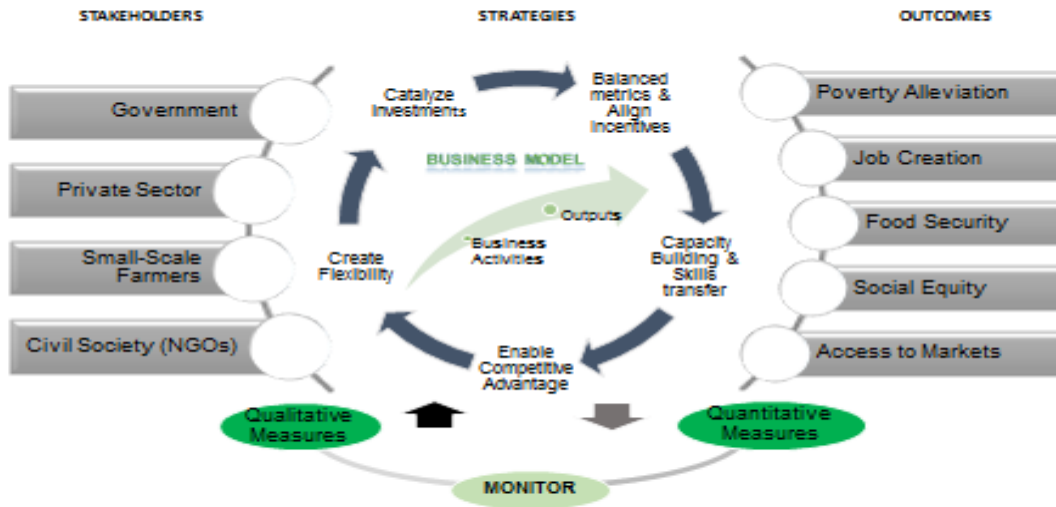 STAKEHOLDERS
STRATEGIES
OUTCOMES
Government
Private Sector
Small-Scale
Farmers
Civil Society (NGOs)
Catalyze
Investments
Balanced
metrics &
Align
Incentives
BUSINESS MODEL
Outputs
Business
Activities
Create
Flexibility
Capacity
Building &
Skills
transfer
Enable
Competitive
Advantage
Poverty Alleviation
Job Creation
Food Security
Social Equity
Access to Markets
Qualitative
Measures
Quantitative
Measures
MONITOR